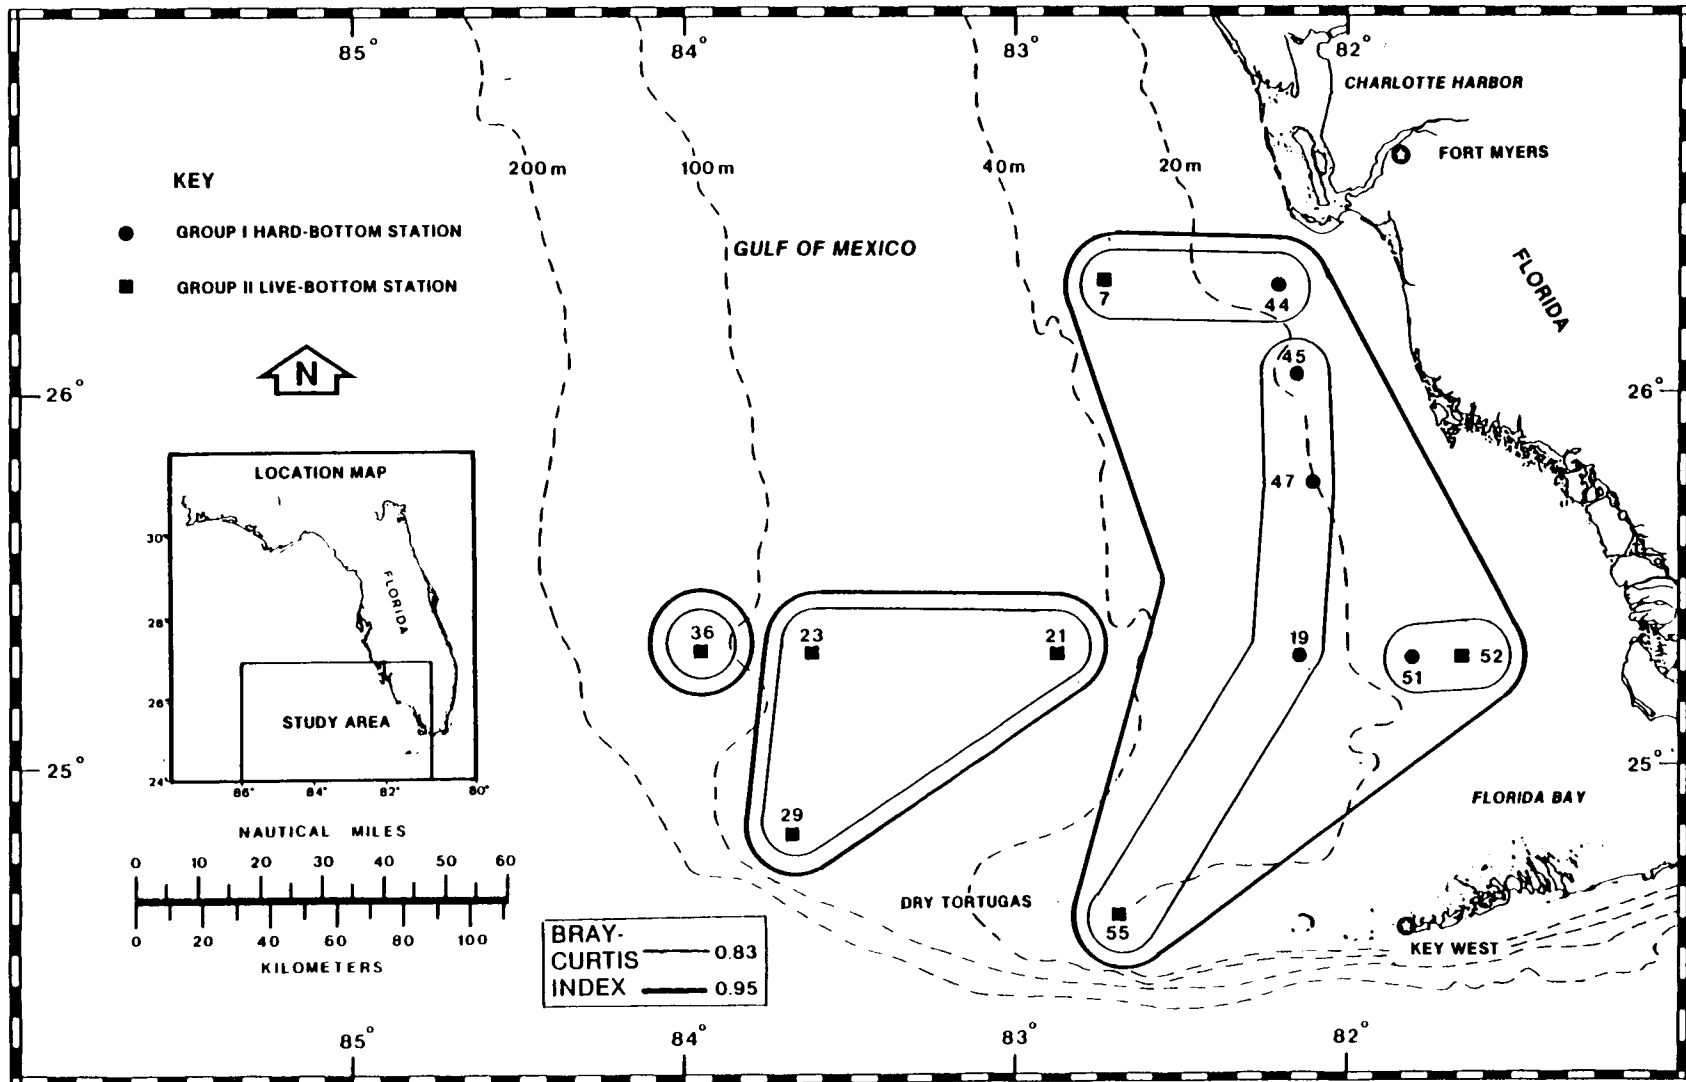 85°
84°
83°
82°
CHARLOTTE HARBOR
FORT MYERS
200m
100m
40m
20m
KEY
GROUP I HARD-BOTTOM STATION
GROUP II LIVE-BOTTOM STATION
GULF OF MEXICO
FLORIDA
7
44
N
45
26°
26°
47
LOCATION MAP
30°
28°
26°
24°
FLORIDA
STUDY AREA
86°
84°
82°
80°
36
23
21
19
51
52
25°
25°
29
55
FLORIDA BAY
DRY TORTUGAS
KEY WEST
NAUTICAL MILES
0 10 20 30 40 50 60
0 20 40 60 80 100
KILOMETERS
BRAY-
CURTIS 0.83
INDEX 0.95
85°
84°
83°
82°